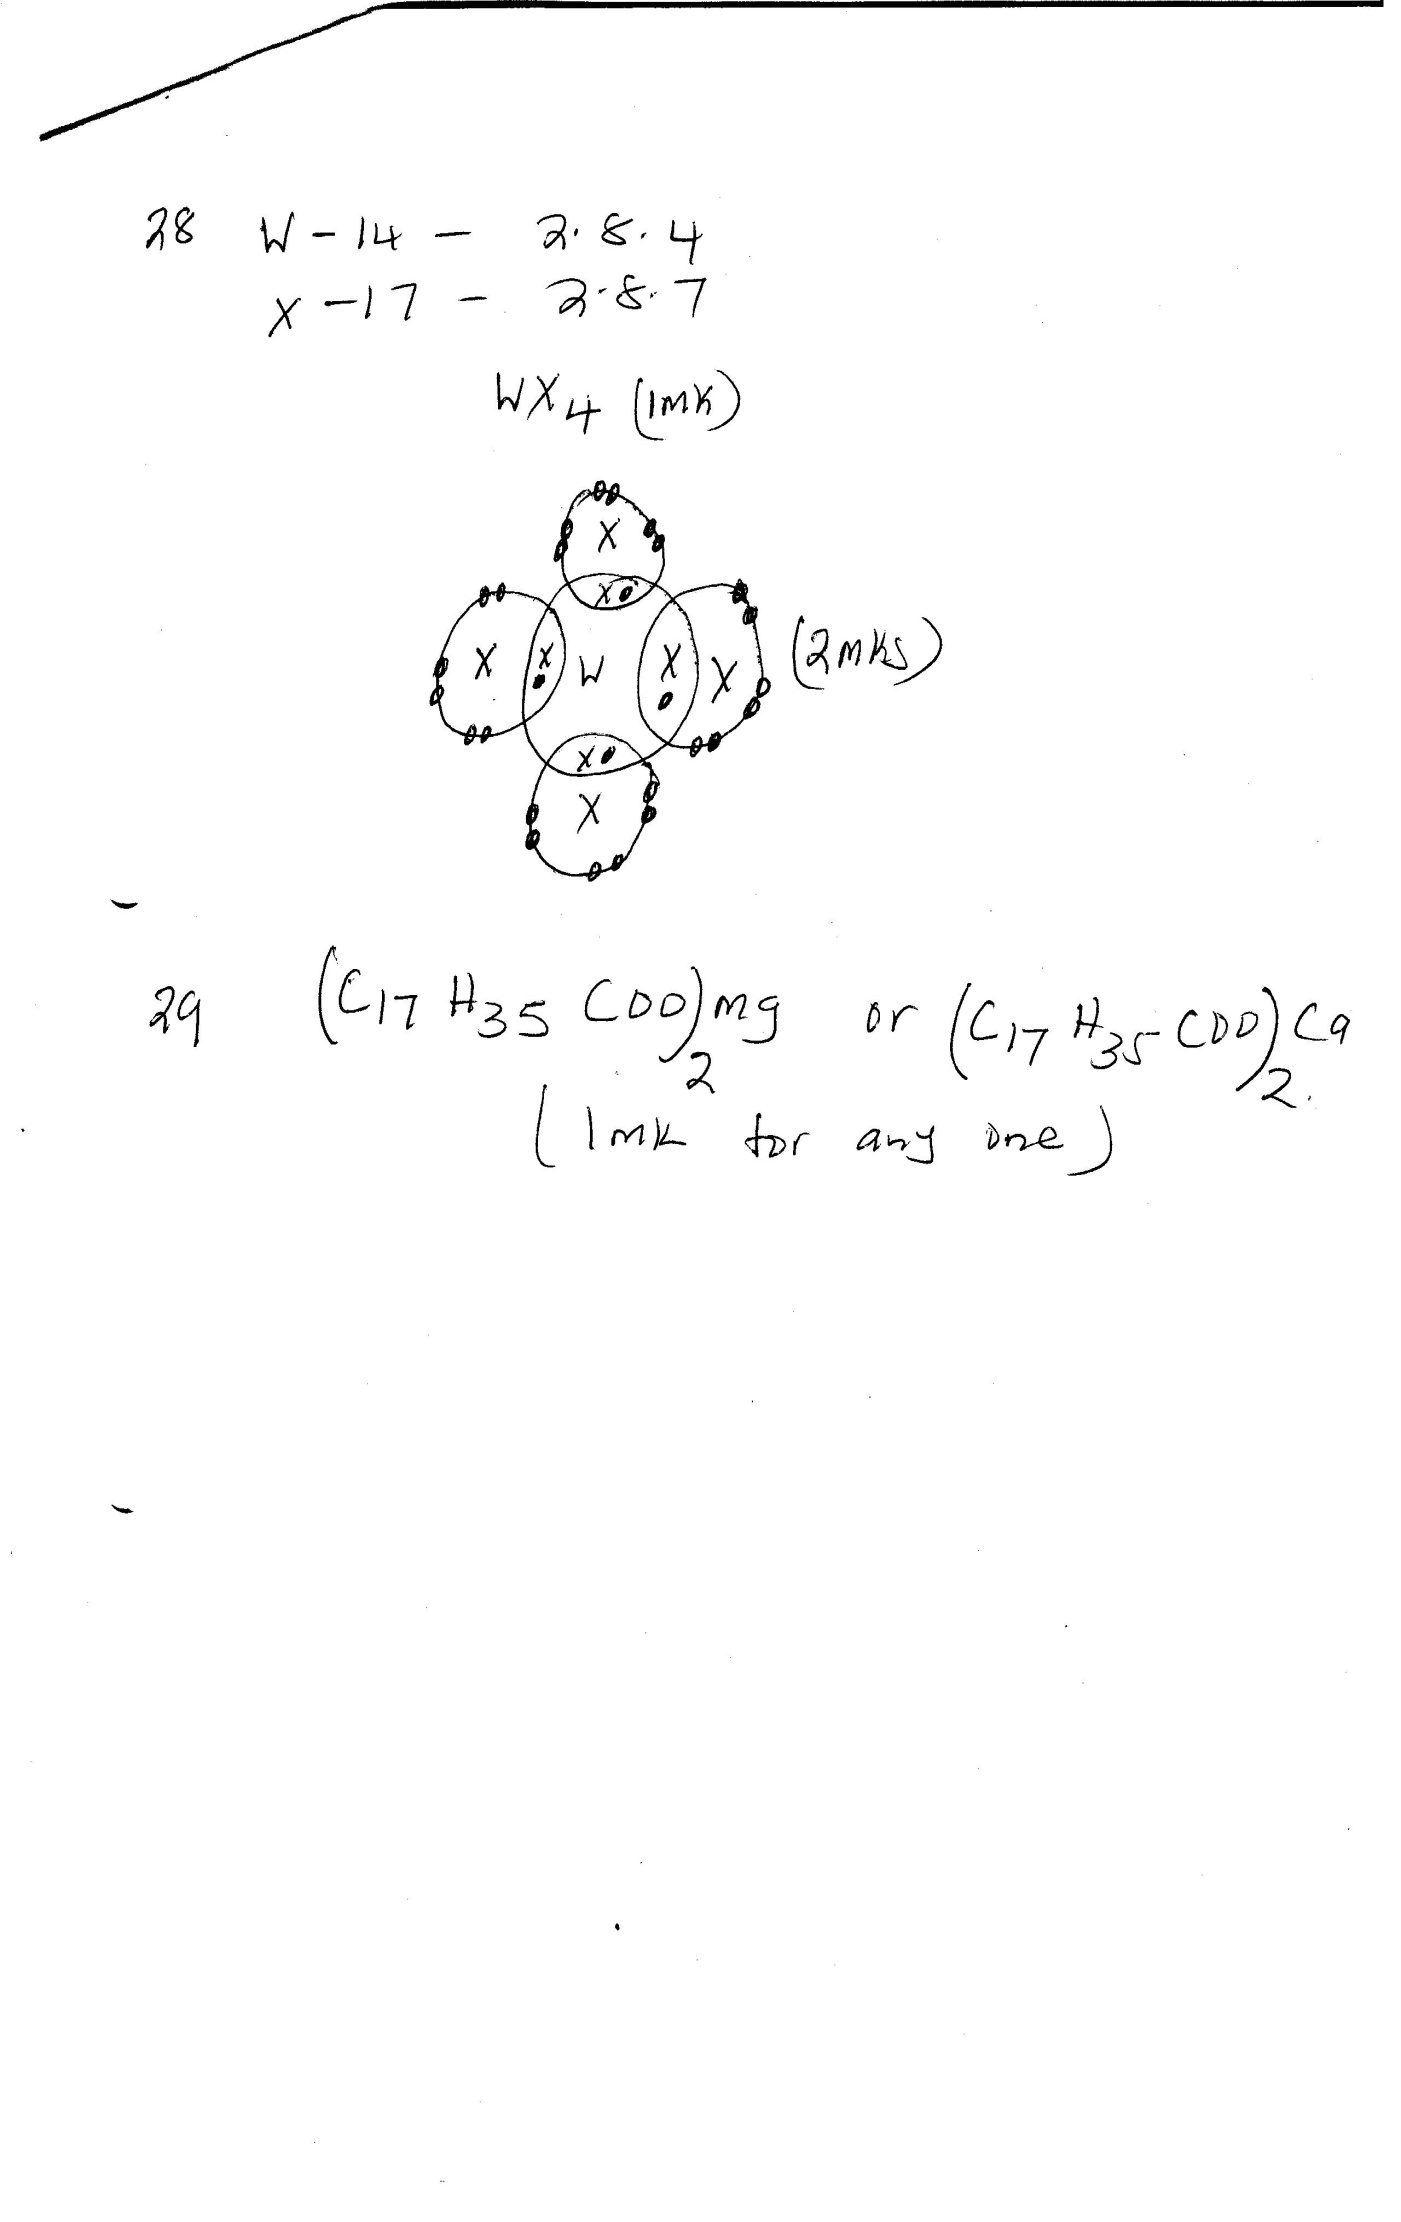 28 W - 14 - 2.8.4
X - 17 - 2.8.7
WX4 (1mk)
X
X •
X X • W X • X (2mks)
X •
X
29 (C17 H35 COO)2 Mg or (C17 H35 COO)2 Ca
(1mk for any one)